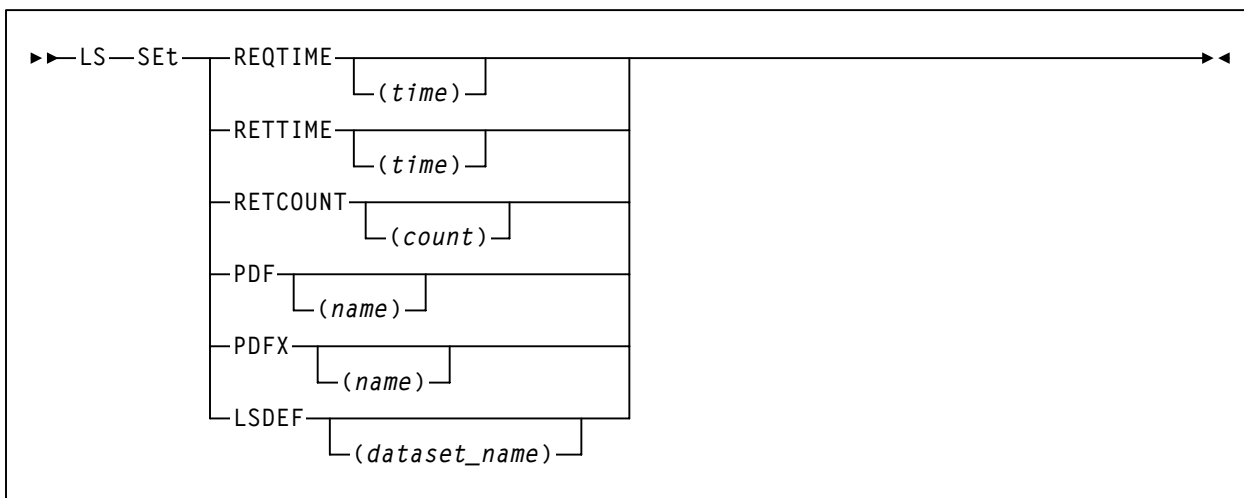 LS SEt REQTIME
(time)
RETTIME
(time)
RETCOUNT
(count)
PDF
(name)
PDFX
(name)
LSDEF
(dataset_name)